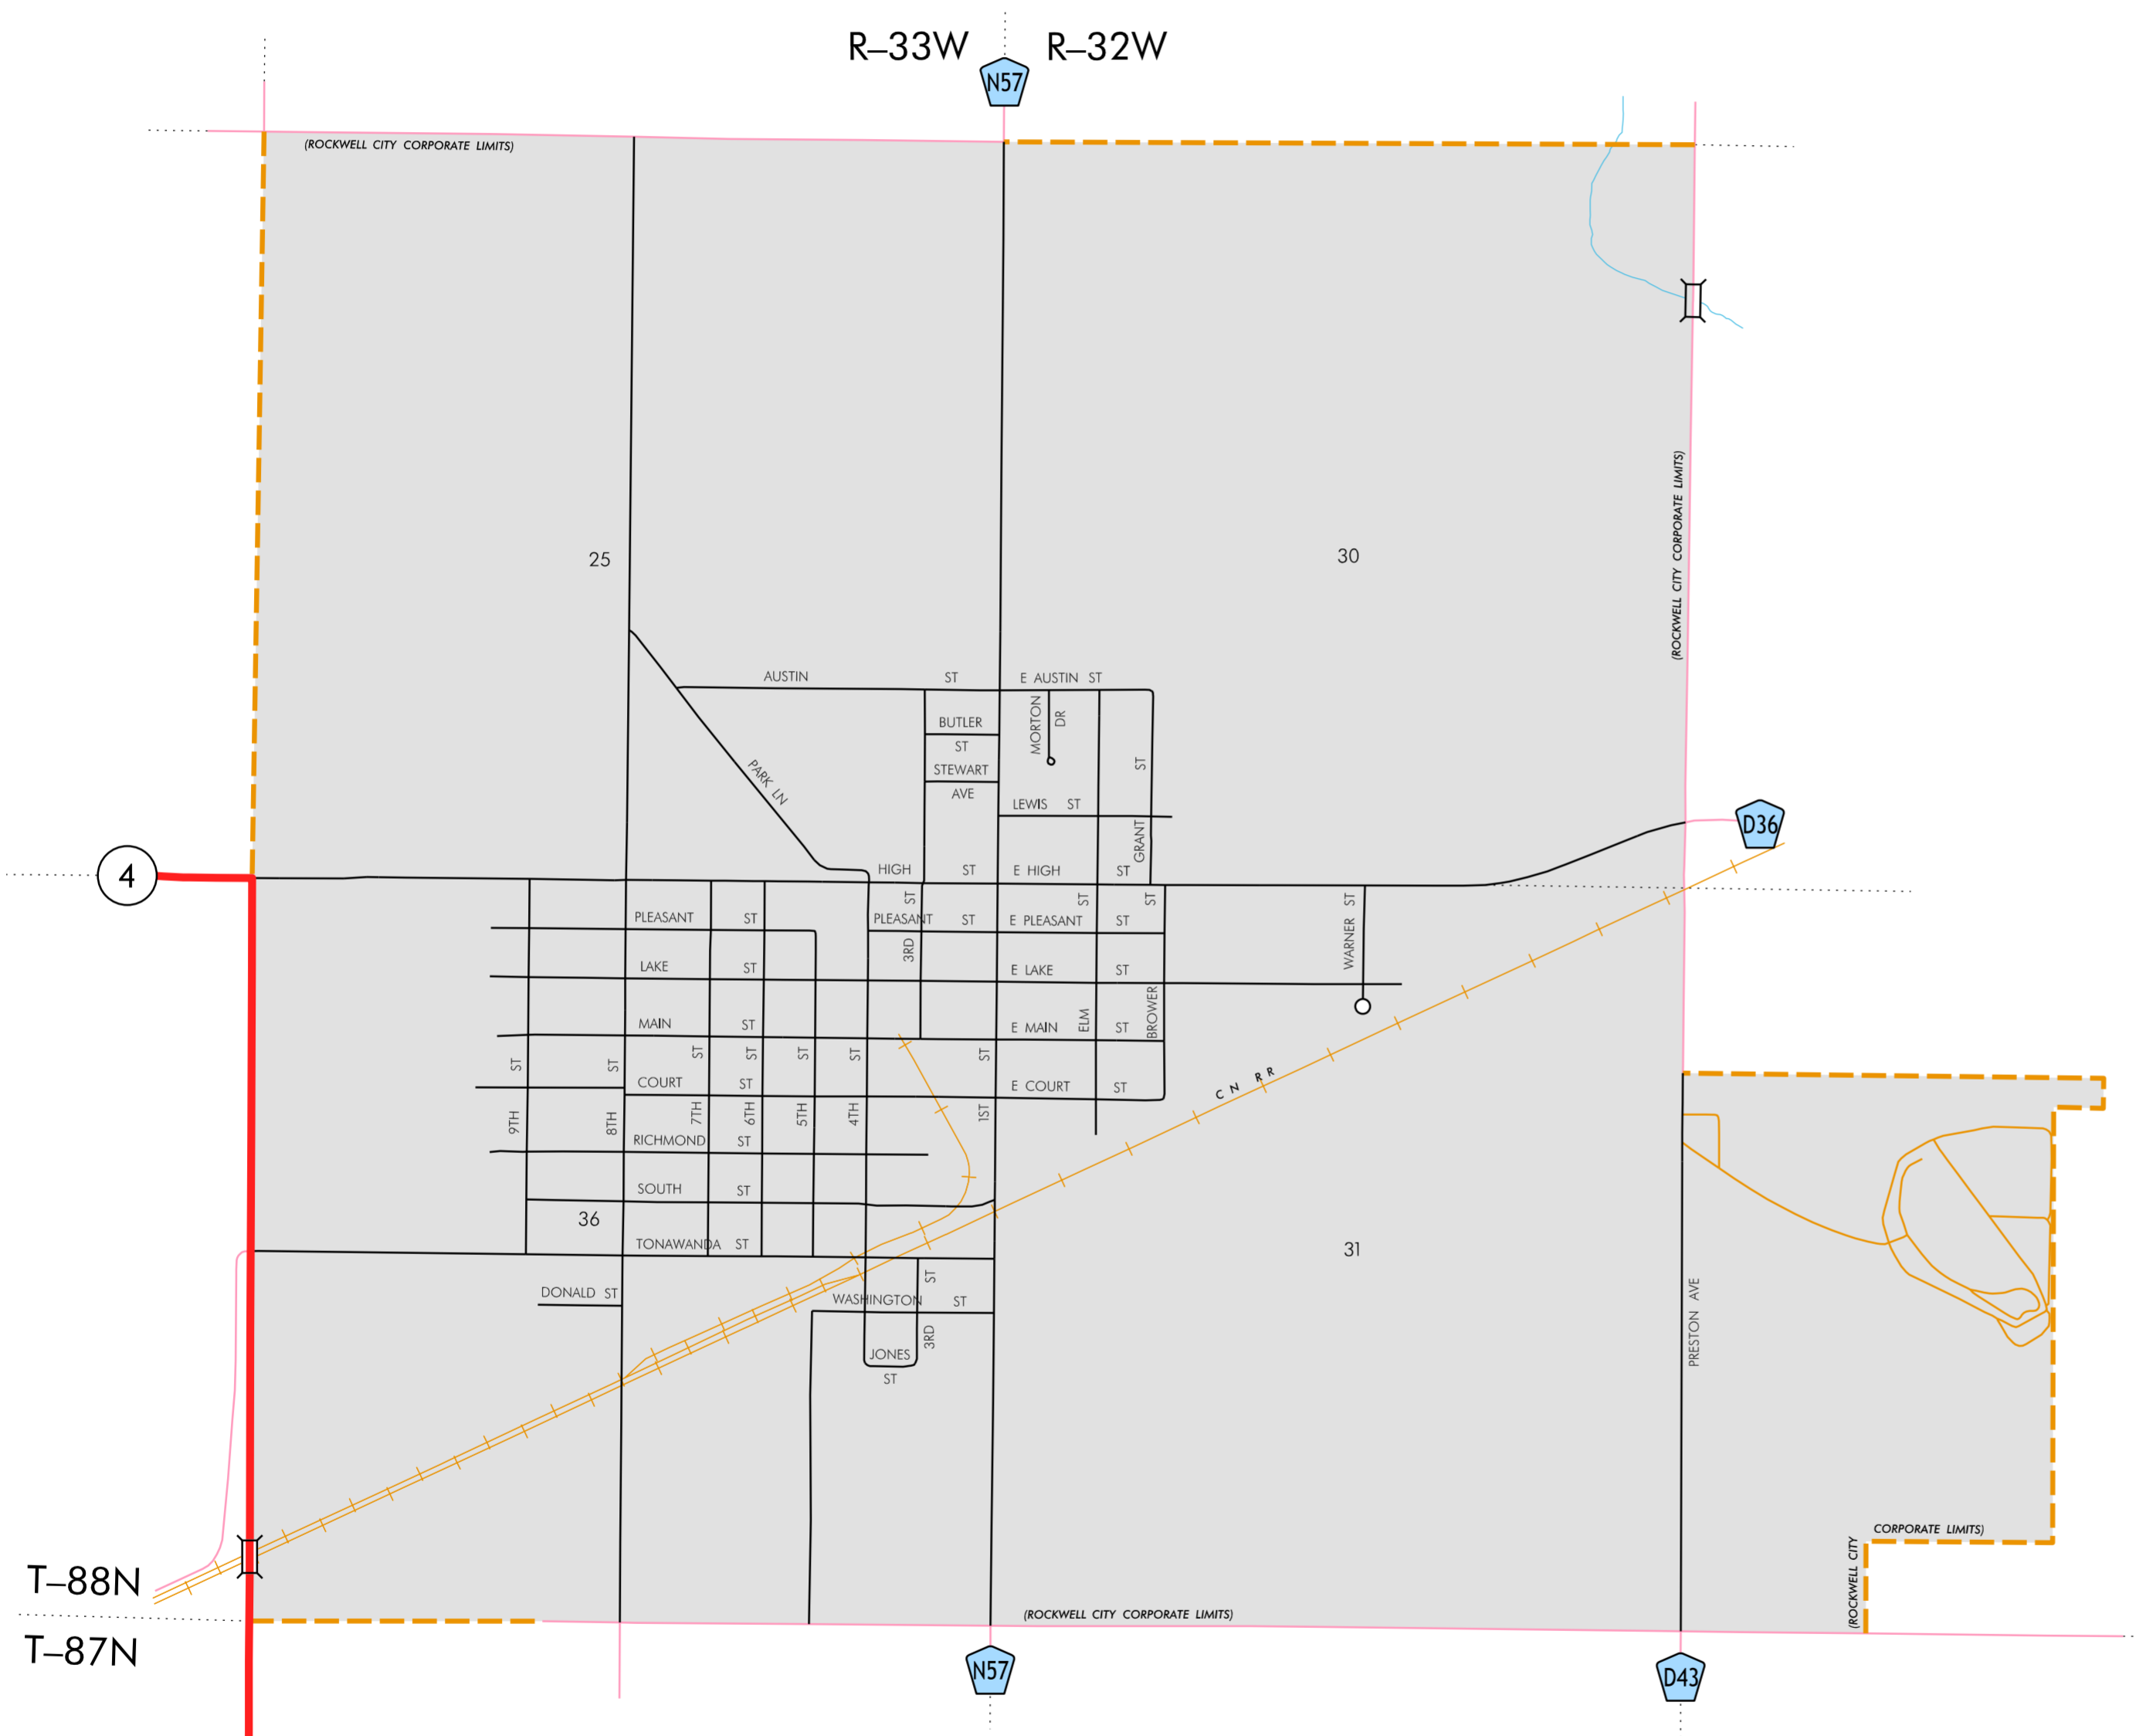 R–33W
R–32W
N57
(ROCKWELL CITY CORPORATE LIMITS)
(ROCKWELL CITY CORPORATE LIMITS)
25
30
AUSTIN ST
E AUSTIN ST
MORTON DR
BUTLER ST
STEWART AVE
PARK LN
LEWIS ST
GRANT ST
D36
4
HIGH ST
E HIGH ST
PLEASANT ST
PLEASANT ST
E PLEASANT ST
3RD ST
WARNER ST
LAKE ST
E LAKE ST
MAIN ST
E MAIN ST
ELM ST
BROWER ST
COURT ST
E COURT ST
9TH ST
8TH ST
7TH ST
6TH ST
5TH ST
4TH ST
1ST ST
C N R R
RICHMOND ST
SOUTH ST
36
31
TONAWANDA ST
DONALD ST
WASHINGTON ST
3RD ST
JONES
ST
PRESTON AVE
CORPORATE LIMITS)
(ROCKWELL CITY
T–88N
(ROCKWELL CITY CORPORATE LIMITS)
T–87N
N57
D43